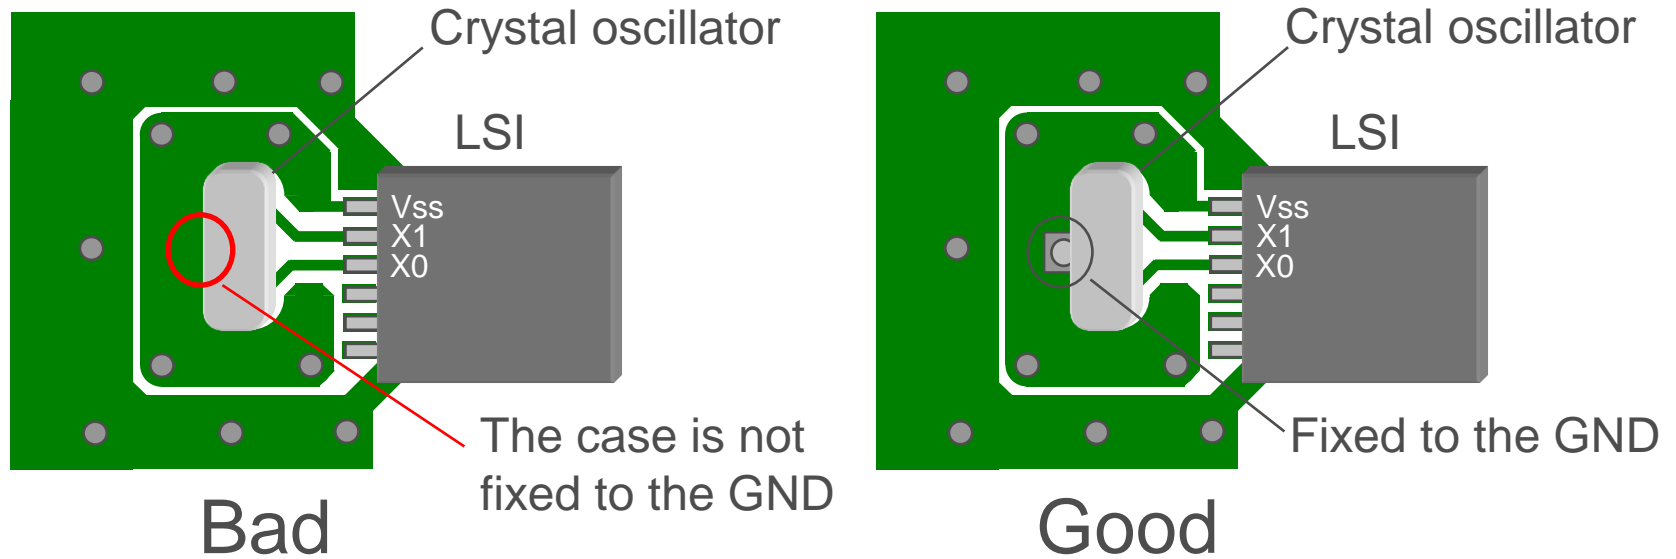 Crystal oscillator
LSI
Vss
X1
X0
The case is not
fixed to the GND
Bad
Crystal oscillator
LSI
Vss
X1
X0
Fixed to the GND
Good